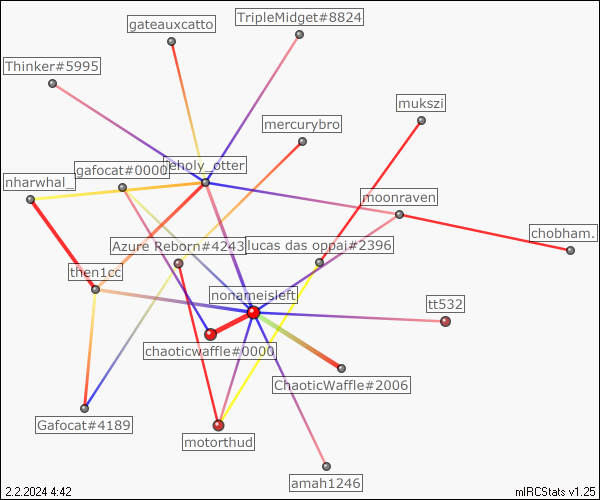 TripleMidget#8824
gateauxcatto
Thinker#5995
mukszi
mercurybro
gafocat#0000
nharwhal_
moonraven
chobham.
Azure Reborn#4243
lucas das oppai#2396
then1cc
nonameisleft
tt532
chaoticwaffle#0000
ChaoticWaffle#2006
Gafocat#4189
motorthud
amah1246
2.2.2024 4:42
mIRCStats v1.25